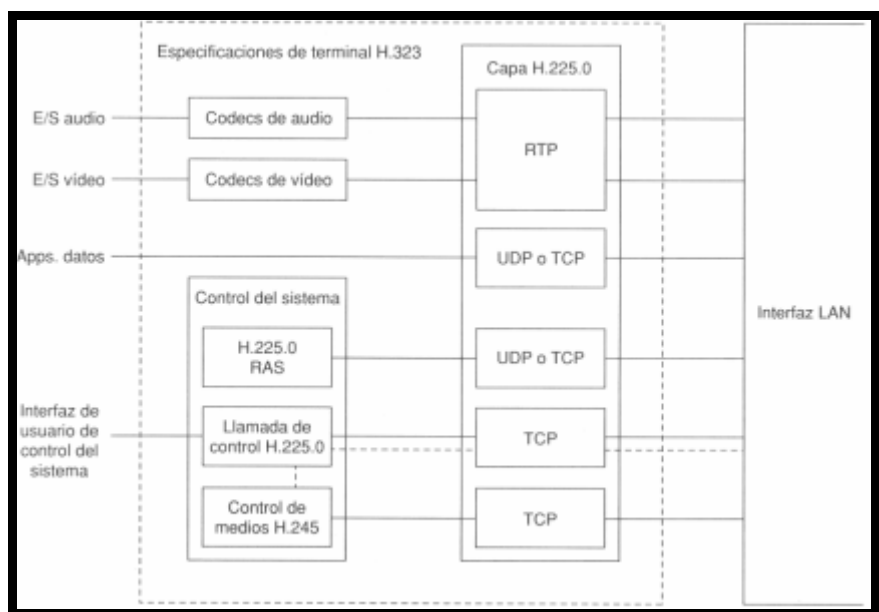 Especificaciones de terminal H.323
Capa H.225.0
E/S audio
Codecs de audio
RTP
E/S vídeo
Codecs de vídeo
Apps. datos
UDP o TCP
Control del sistema
Interfaz LAN
H.225.0
RAS
UDP o TCP
Interfaz de
usuario de
control del
sistema
Llamada de
control H.225.0
TCP
Control de
medios H.245
TCP